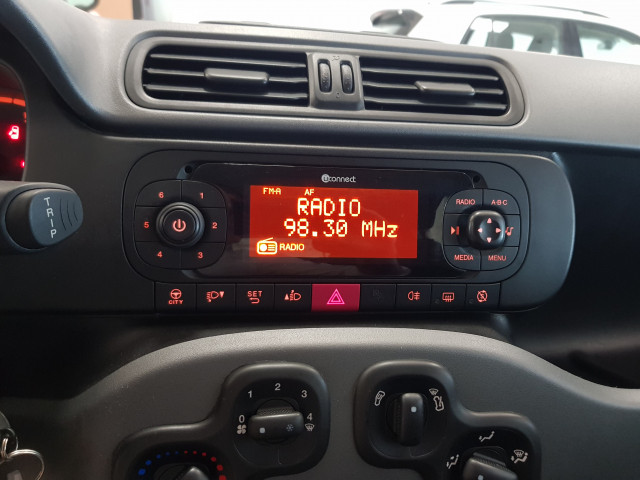 uconnect
FM-A AF
RADIO
98.30 MHz
RADIO
6 1
5 2
4 3
RADIO A·B·C
MEDIA MENU
TRIP
CITY
SET
0 1 2 3 4